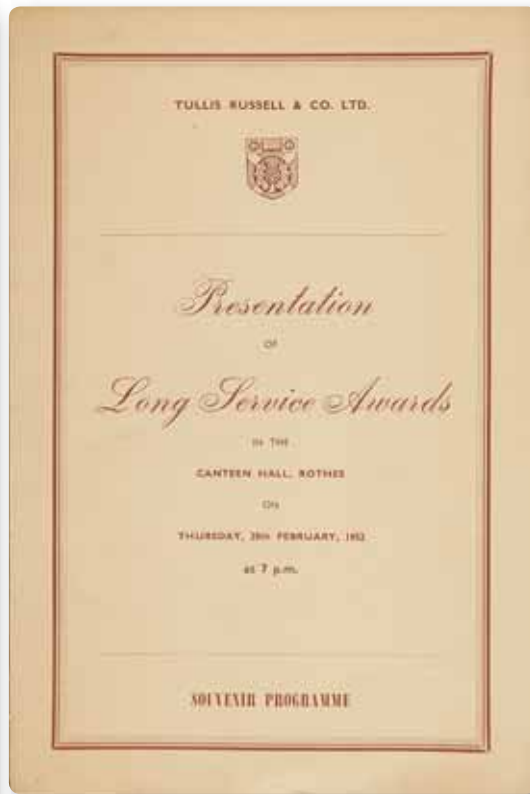 TULLIS RUSSELL & CO. LTD.
Presentation
OF
Long Service Awards
IN THE
CANTEEN HALL, ROTHES
ON
THURSDAY, 28th FEBRUARY, 1952
at 7 p.m.
SOUVENIR PROGRAMME